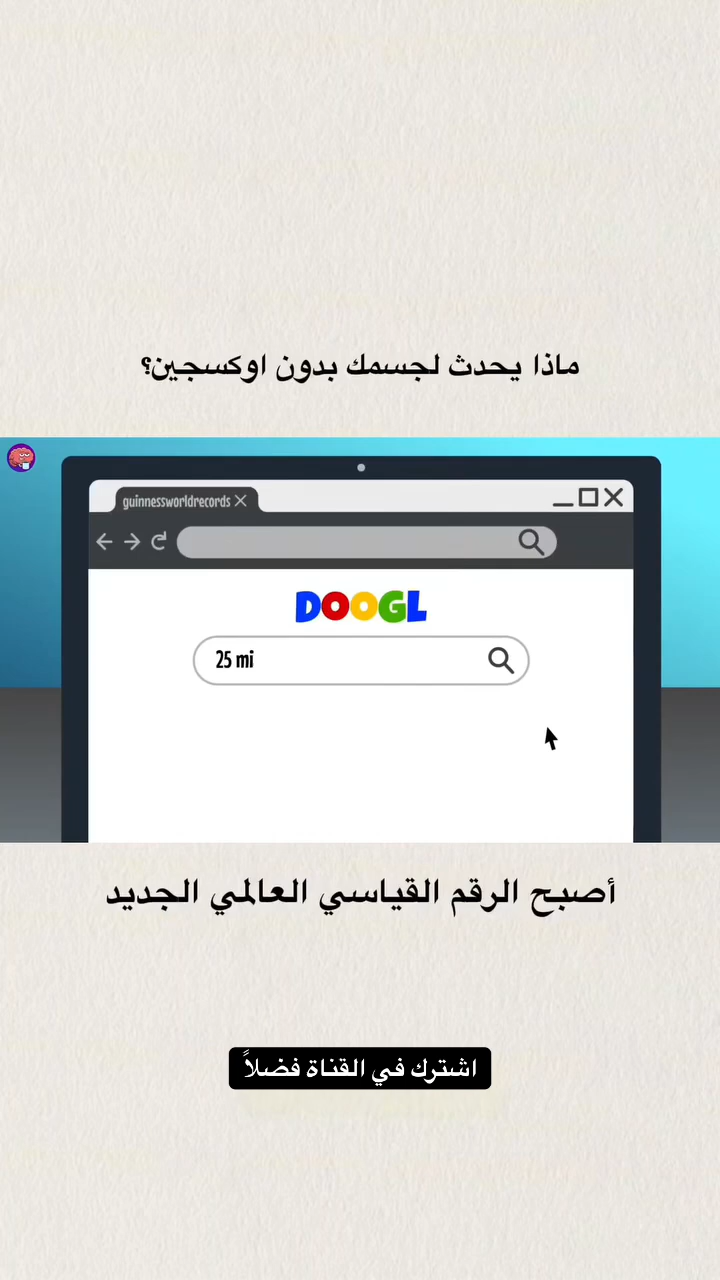 ماذا يحدث لجسمك بدون اوكسجين؟
guinnessworldrecords
DOOGL
25 mi
أصبح الرقم القياسي العالمي الجديد
اشترك في القناة فضلاً